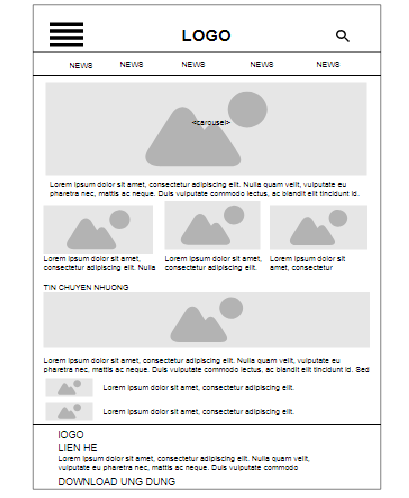 LOGO
NEWS NEWS NEWS NEWS NEWS
<carousel>
Lorem ipsum dolor sit amet, consectetur adipiscing elit. Nulla quam velit, vulputate eu
pharetra nec, mattis ac neque. Duis vulputate commodo lectus, ac blandit elit tincidunt id.
Lorem ipsum dolor sit amet, consectetur adipiscing elit. Nulla
Lorem ipsum dolor sit amet, consectetur adipiscing elit.
Lorem ipsum dolor sit amet, consectetur
TIN CHUYEN NHUONG
Lorem ipsum dolor sit amet, consectetur adipiscing elit. Nulla quam velit, vulputate eu
pharetra nec, mattis ac neque. Duis vulputate commodo lectus, ac blandit elit tincidunt id. Sed
Lorem ipsum dolor sit amet, consectetur adipiscing elit.
Lorem ipsum dolor sit amet, consectetur adipiscing elit.
lOGO
LIEN HE
Lorem ipsum dolor sit amet, consectetur adipiscing elit. Nulla quam velit,
vulputate eu pharetra nec, mattis ac neque. Duis vulputate commodo
DOWNLOAD UNG DUNG